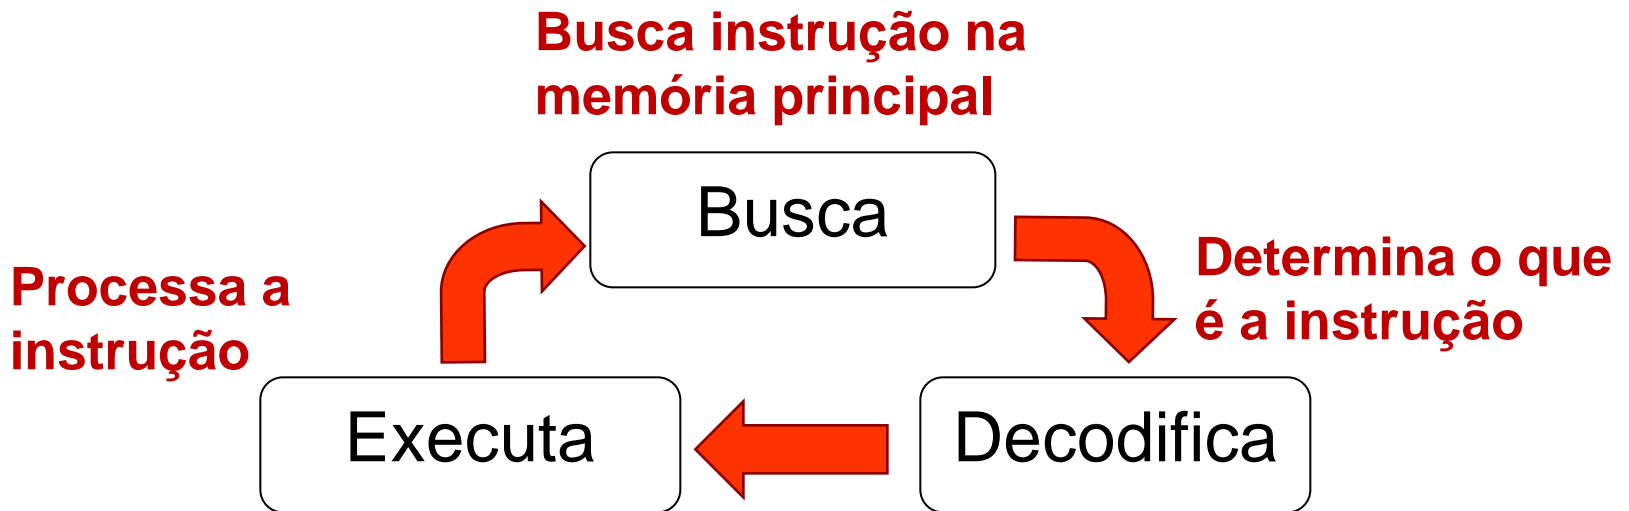 Busca instrução na
memória principal
Busca
Determina o que
é a instrução
Processa a
instrução
Executa
Decodifica